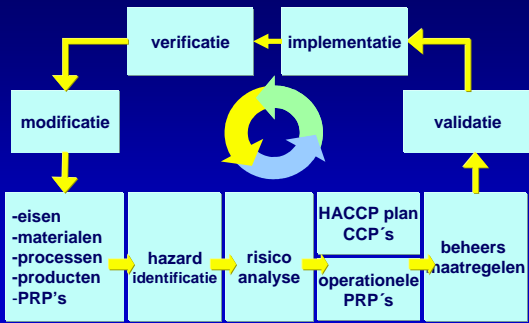 verificatie
implementatie
modificatie
validatie
-eisen
-materialen
-processen
-producten
-PRP's
hazard
identificatie
risico
analyse
HACCP plan
CCP´s
operationele
PRP´s
beheers
maatregelen